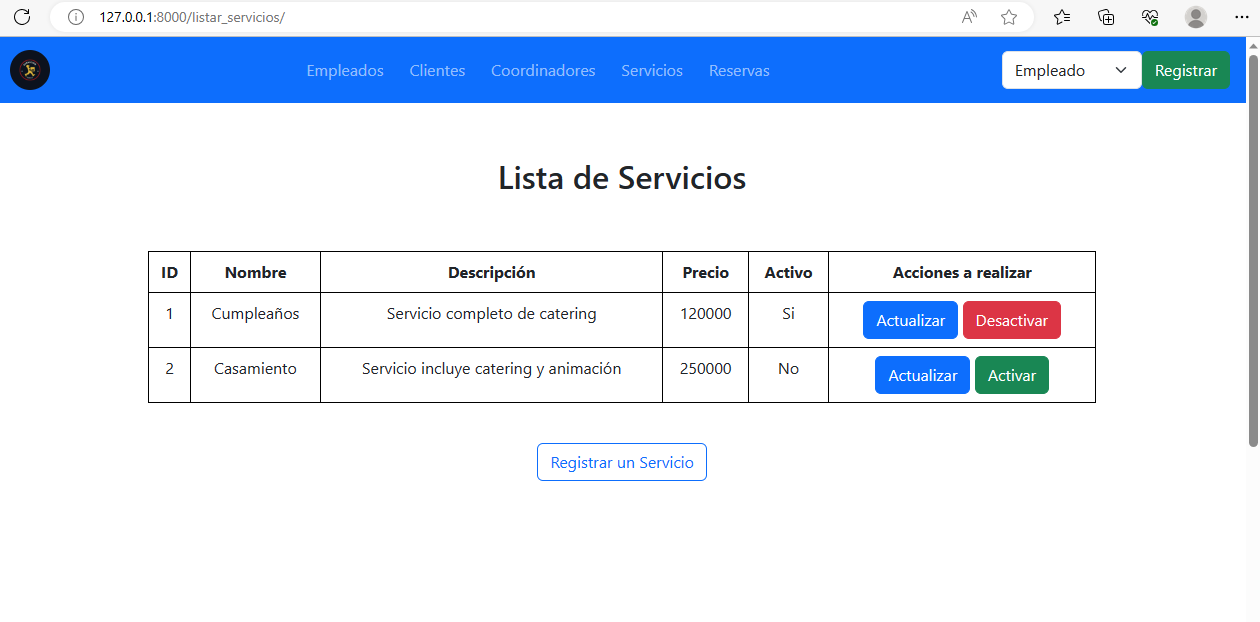 127.0.0.1:8000/listar_servicios/
Empleados Clientes Coordinadores Servicios Reservas Empleado Registrar
Lista de Servicios
ID Nombre Descripción Precio Activo Acciones a realizar
1 Cumpleaños Servicio completo de catering 120000 Si Actualizar Desactivar
2 Casamiento Servicio incluye catering y animación 250000 No Actualizar Activar
Registrar un Servicio